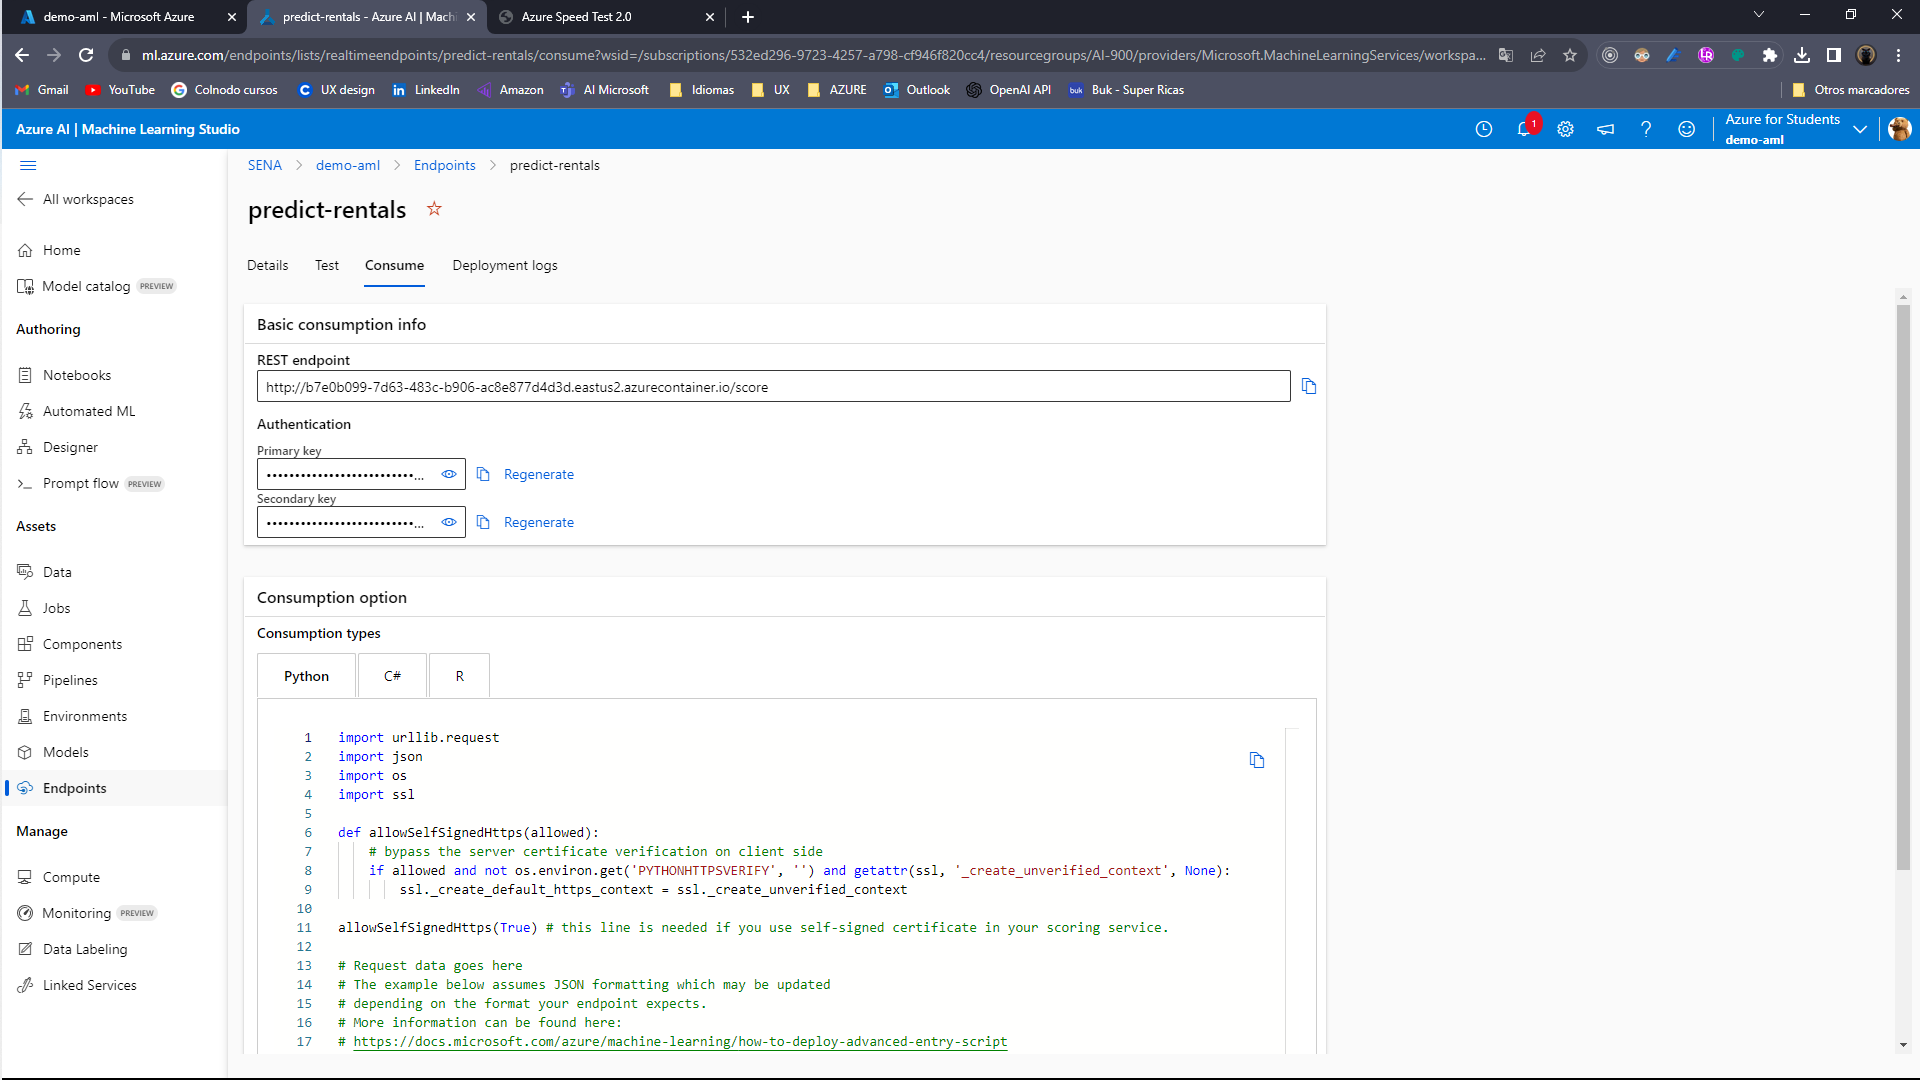 demo-aml - Microsoft Azure
predict-rentals - Azure AI | Machi
Azure Speed Test 2.0
ml.azure.com/endpoints/lists/realtimeendpoints/predict-rentals/consume?wsid=/subscriptions/532ed296-9723-4257-a798-cf946f820cc4/resourcegroups/AI-900/providers/Microsoft.MachineLearningServices/workspa...
Gmail
YouTube
Colnodo cursos
UX design
LinkedIn
Amazon
AI Microsoft
Idiomas
UX
AZURE
Outlook
OpenAI API
buk
Buk - Super Ricas
Otros marcadores
Azure AI | Machine Learning Studio
1
Azure for Students
demo-aml
All workspaces
Home
Model catalog PREVIEW
Authoring
Notebooks
Automated ML
Designer
Prompt flow PREVIEW
Assets
Data
Jobs
Components
Pipelines
Environments
Models
Endpoints
Manage
Compute
Monitoring PREVIEW
Data Labeling
Linked Services
SENA > demo-aml > Endpoints > predict-rentals
predict-rentals
Details
Test
Consume
Deployment logs
Basic consumption info
REST endpoint
http://b7e0b099-7d63-483c-b906-ac8e877d4d3d.eastus2.azurecontainer.io/score
Authentication
Primary key
••••••••••••••••••••••••••... Regenerate
Secondary key
••••••••••••••••••••••••••... Regenerate
Consumption option
Consumption types
Python
C#
R
1 import urllib.request
2 import json
3 import os
4 import ssl
5
6 def allowSelfSignedHttps(allowed):
7 # bypass the server certificate verification on client side
8 if allowed and not os.environ.get('PYTHONHTTPSVERIFY', '') and getattr(ssl, '_create_unverified_context', None):
9 ssl._create_default_https_context = ssl._create_unverified_context
10
11 allowSelfSignedHttps(True) # this line is needed if you use self-signed certificate in your scoring service.
12
13 # Request data goes here
14 # The example below assumes JSON formatting which may be updated
15 # depending on the format your endpoint expects.
16 # More information can be found here:
17 # https://docs.microsoft.com/azure/machine-learning/how-to-deploy-advanced-entry-script